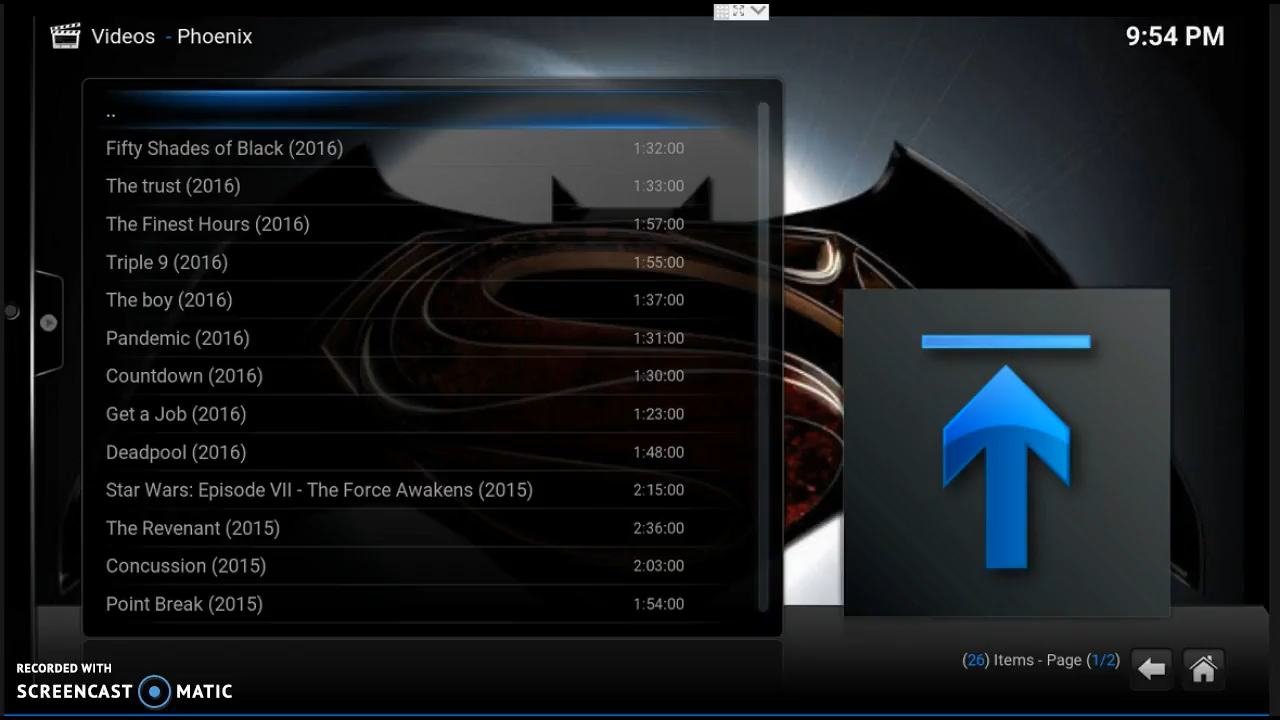 Videos - Phoenix
9:54 PM
..
Fifty Shades of Black (2016) 1:32:00
The trust (2016) 1:33:00
The Finest Hours (2016) 1:57:00
Triple 9 (2016) 1:55:00
The boy (2016) 1:37:00
Pandemic (2016) 1:31:00
Countdown (2016) 1:30:00
Get a Job (2016) 1:23:00
Deadpool (2016) 1:48:00
Star Wars: Episode VII - The Force Awakens (2015) 2:15:00
The Revenant (2015) 2:36:00
Concussion (2015) 2:03:00
Point Break (2015) 1:54:00
(26) Items - Page (1/2)
RECORDED WITH
SCREENCAST MATIC